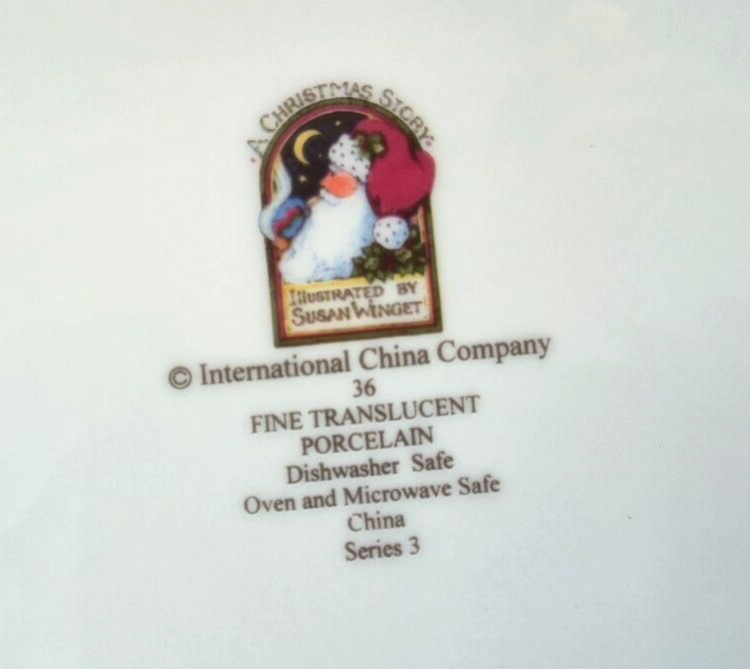 A CHRISTMAS STORY
ILLUSTRATED BY
SUSAN WINGET
© International China Company
36
FINE TRANSLUCENT
PORCELAIN
Dishwasher Safe
Oven and Microwave Safe
China
Series 3